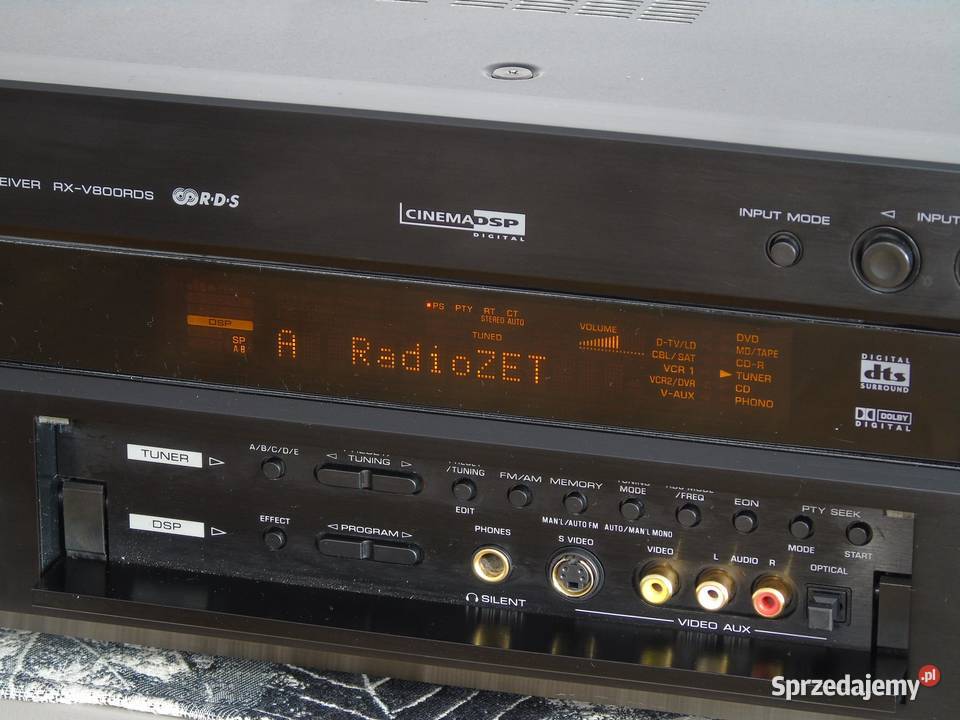 EIVER RX-V800RDS R·D·S
CINEMA DSP
DIGITAL
INPUT MODE
INPUT
PS PTY RT CT
STEREO AUTO
TUNED
DSP
SP
A B
A RadioZET
VOLUME
D-TV/LD
CBL/SAT
VCR 1
VCR2/DVR
V-AUX
DVD
MD/TAPE
CD-R
TUNER
CD
PHONO
DIGITAL
dts
SURROUND
DOLBY
DIGITAL
TUNER
A/B/C/D/E
TUNING
/TUNING
EDIT
FM/AM
MEMORY
MAN'L/AUTO FM
MODE
AUTO/MAN'L MONO
/FREQ
EON
PTY SEEK
MODE
START
DSP
EFFECT
PROGRAM
PHONES
SILENT
S VIDEO
VIDEO
L AUDIO R
OPTICAL
VIDEO AUX
Sprzedajemy.pl